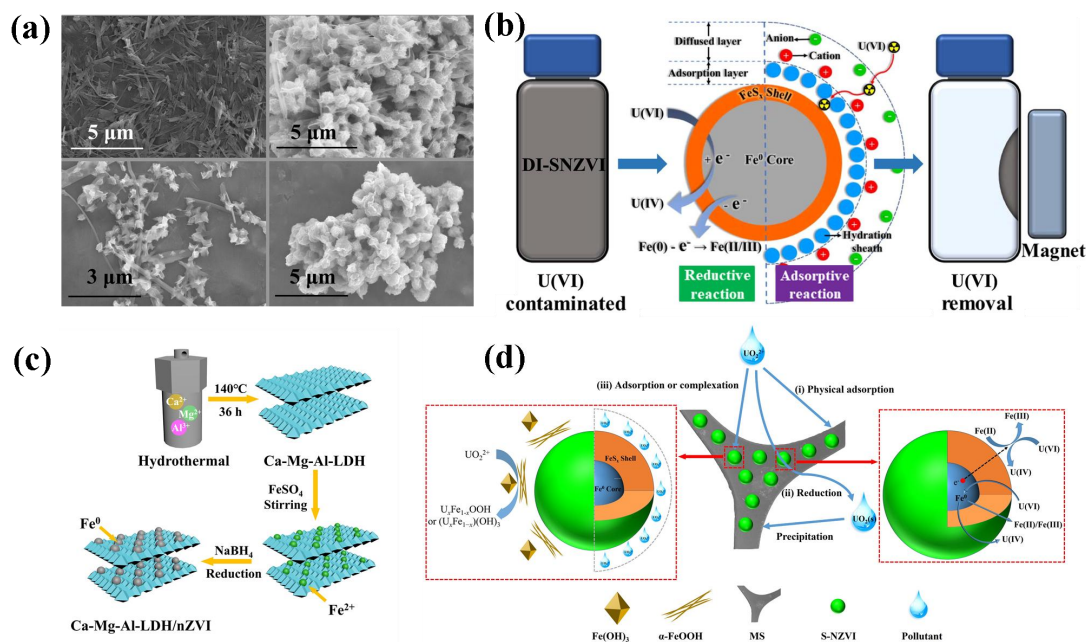 (a)
5 µm
5 µm
3 µm
5 µm
(b)
Diffused layer
Adsorption layer
Anion
Cation
U(VI)
FeSx Shell
U(VI)
+ e-
Fe0 Core
U(IV)
- e-
Fe(0) - e- → Fe(II/III)
Hydration
sheath
DI-SNZVI
U(VI)
contaminated
Reductive
reaction
Adsorptive
reaction
U(VI)
removal
Magnet
(c)
Ca2+
Mg2+
Al3+
Hydrothermal
140°C
36 h
Ca-Mg-Al-LDH
FeSO4
Stirring
Fe0
NaBH4
Reduction
Fe2+
Ca-Mg-Al-LDH/nZVI
(d)
UO22+
(iii) Adsorption or complexation
(i) Physical adsorption
UO22+
UxFe1-xOOH
or (UxFe1-x)(OH)3
FeSx Shell
Fe0 Core
(ii) Reduction
UO2(s)
Precipitation
Fe(III)
Fe(II)
U(VI)
U(IV)
e-
Fe0
U(VI)
Fe(II)/Fe(III)
U(IV)
Fe(OH)3
α-FeOOH
MS
S-NZVI
Pollutant